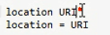 location URI
location = URI